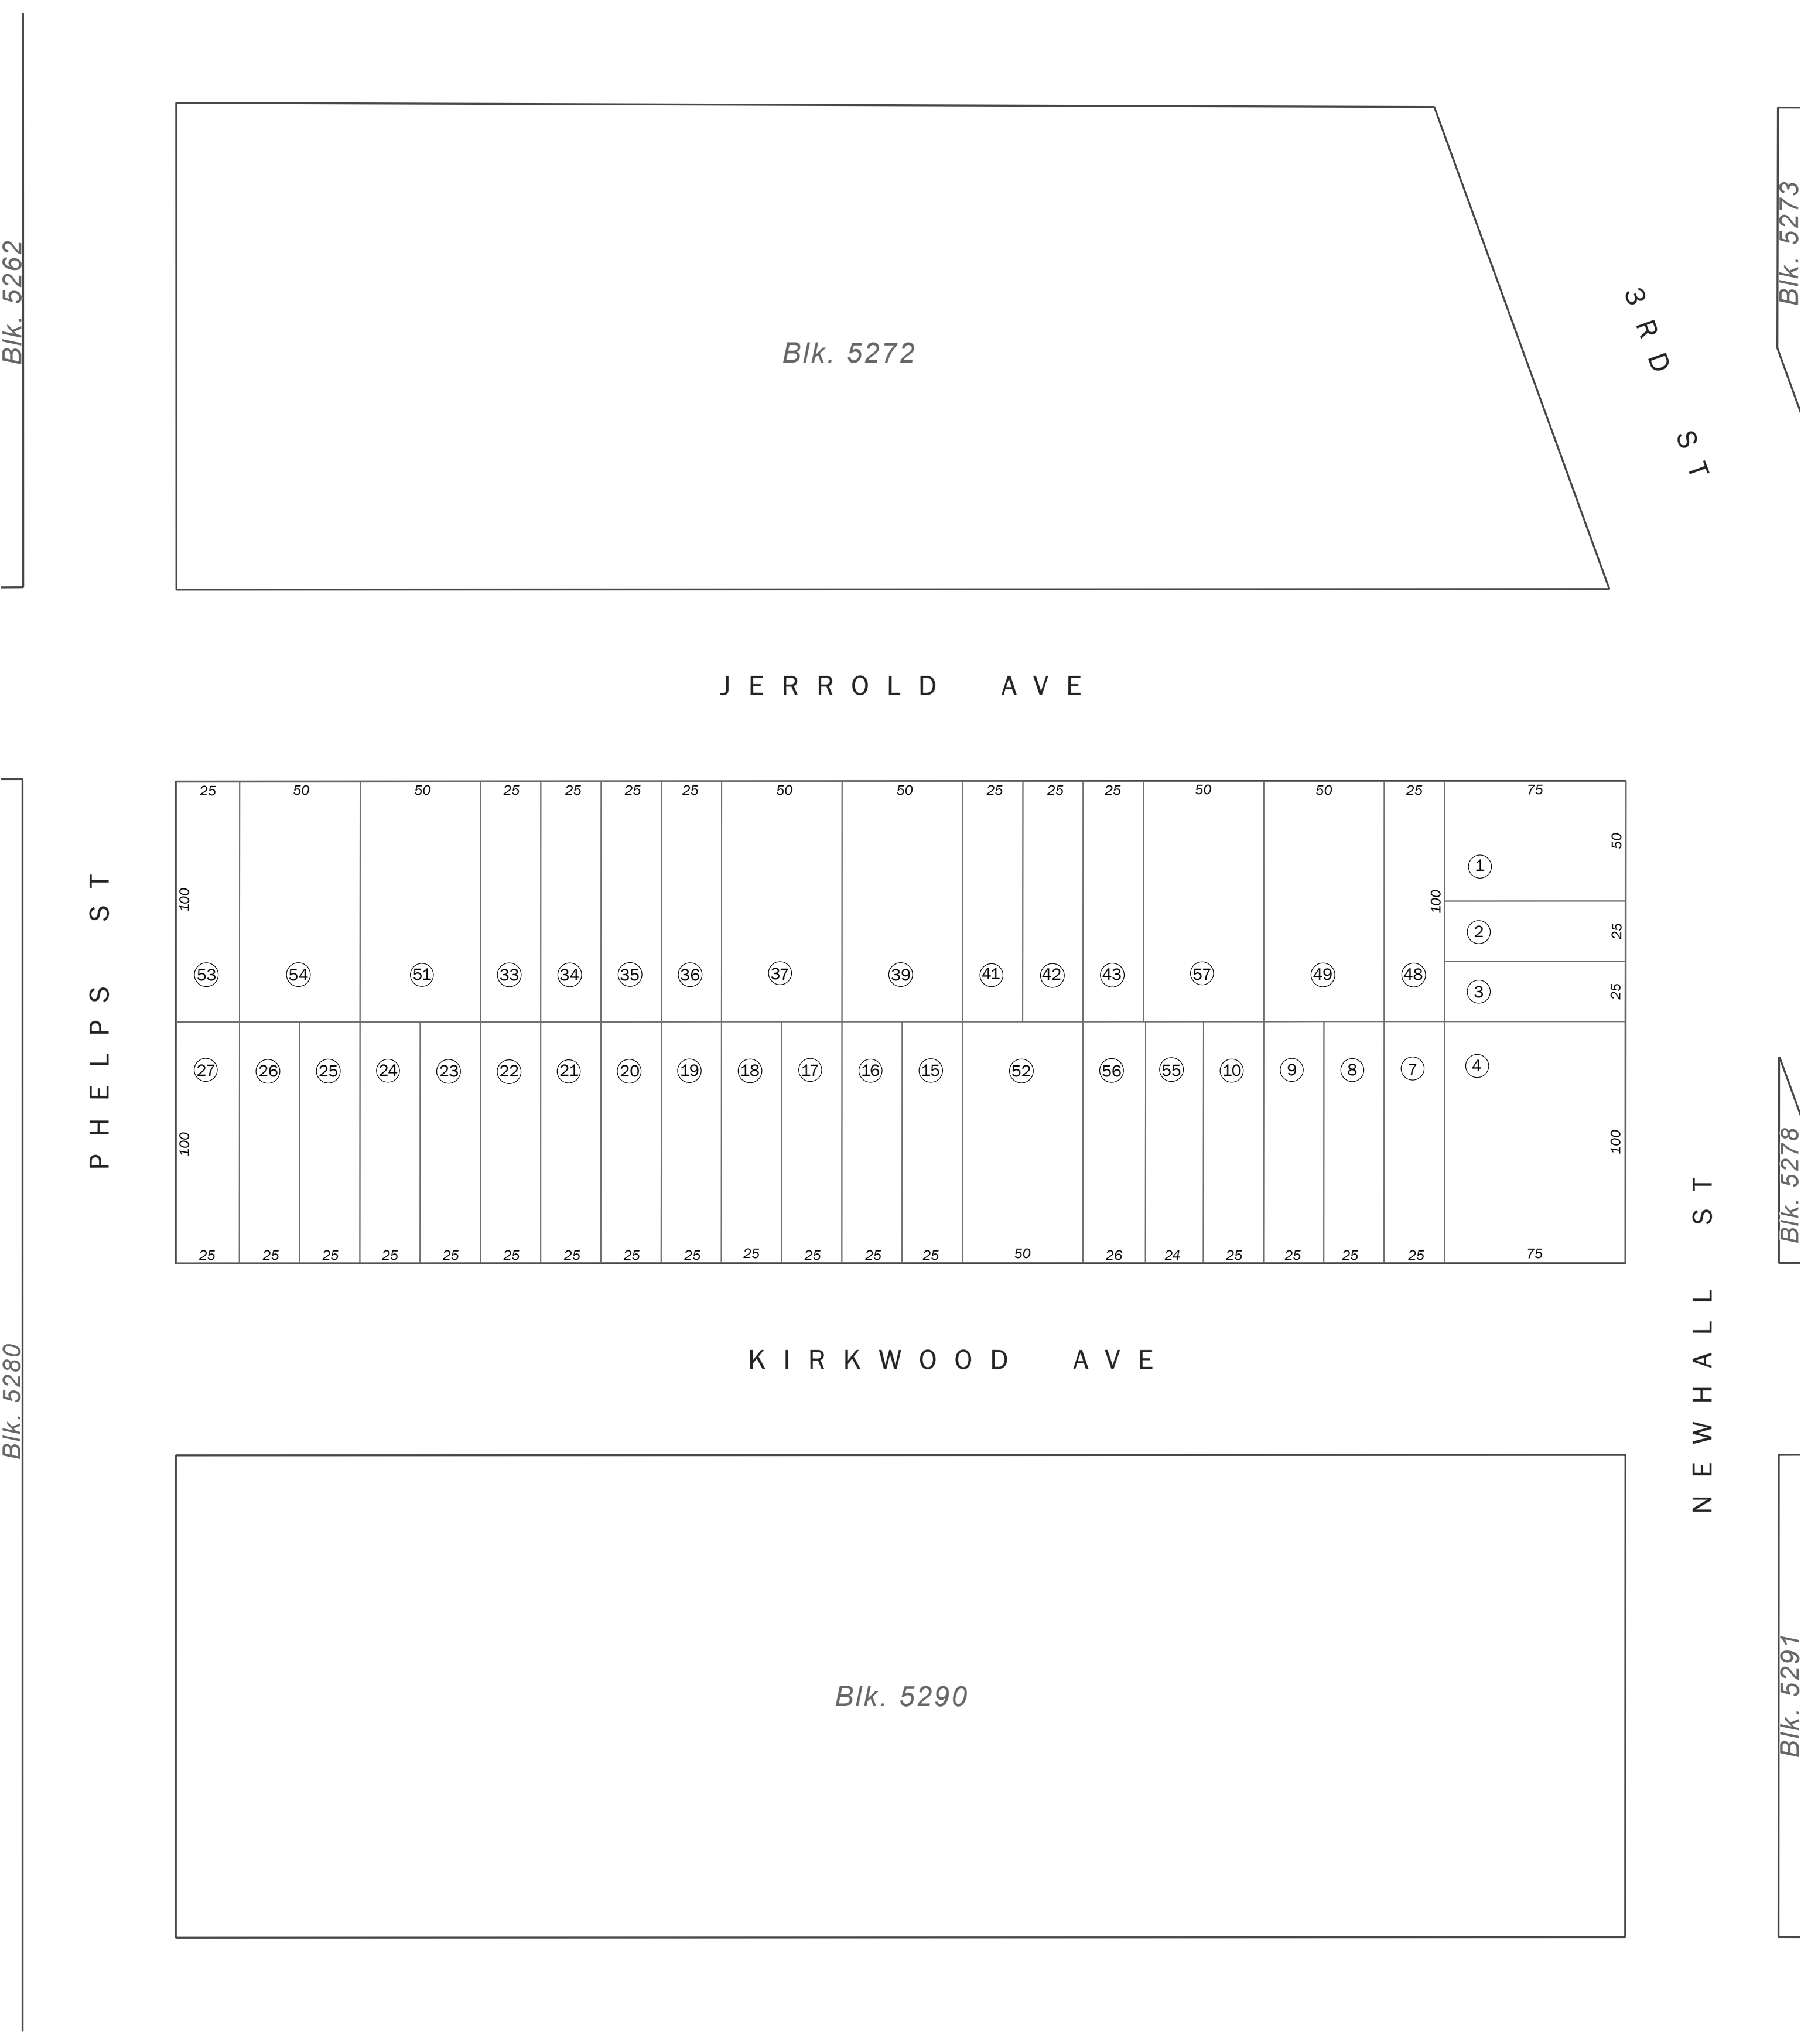 Blk. 5262
Blk. 5272
Blk. 5273
3RD ST
JERROLD AVE
25 50 50 25 25 25 25 50 50 25 25 25 50 50 25 75
50
100 100
1
2 25
3 25
53 54 51 33 34 35 36 37 39 41 42 43 57 49 48
PHELPS ST
27 26 25 24 23 22 21 20 19 18 17 16 15 52 56 55 10 9 8 7 4
100 100
25 25 25 25 25 25 25 25 25 25 25 25 25 50 26 24 25 25 25 25 75
Blk. 5278
NEWHALL ST
KIRKWOOD AVE
Blk. 5280
Blk. 5290
Blk. 5291